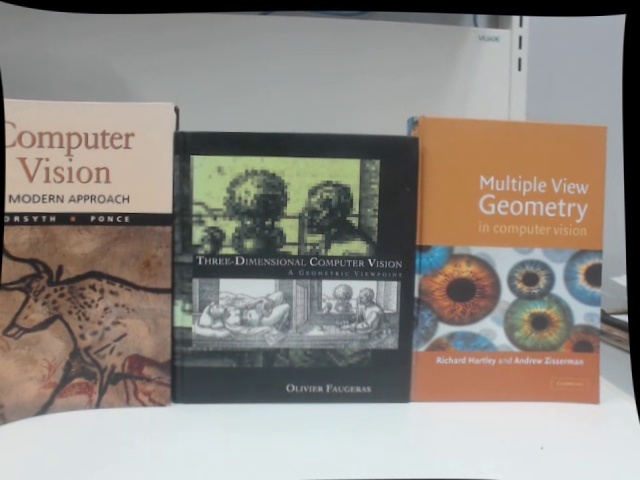 Computer
Vision
MODERN APPROACH
FORSYTH ■ PONCE
THREE-DIMENSIONAL COMPUTER VISION
A GEOMETRIC VIEWPOINT
OLIVIER FAUGERAS
Multiple View
Geometry
in computer vision
Richard Hartley and Andrew Zisserman